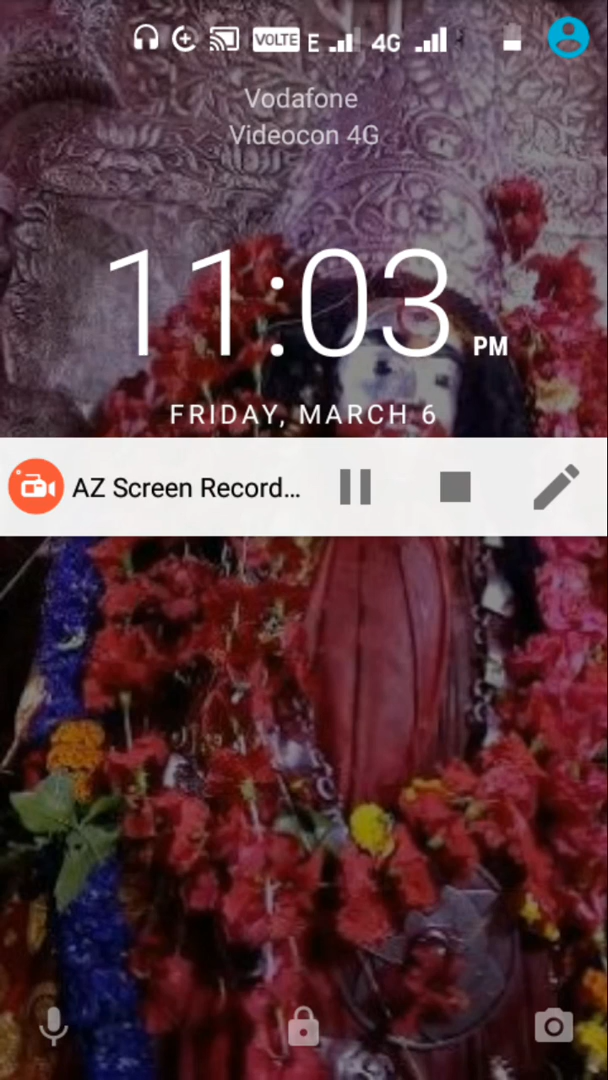 VOLTE E 4G
Vodafone
Videocon 4G
11:03 PM
FRIDAY, MARCH 6
AZ Screen Record...